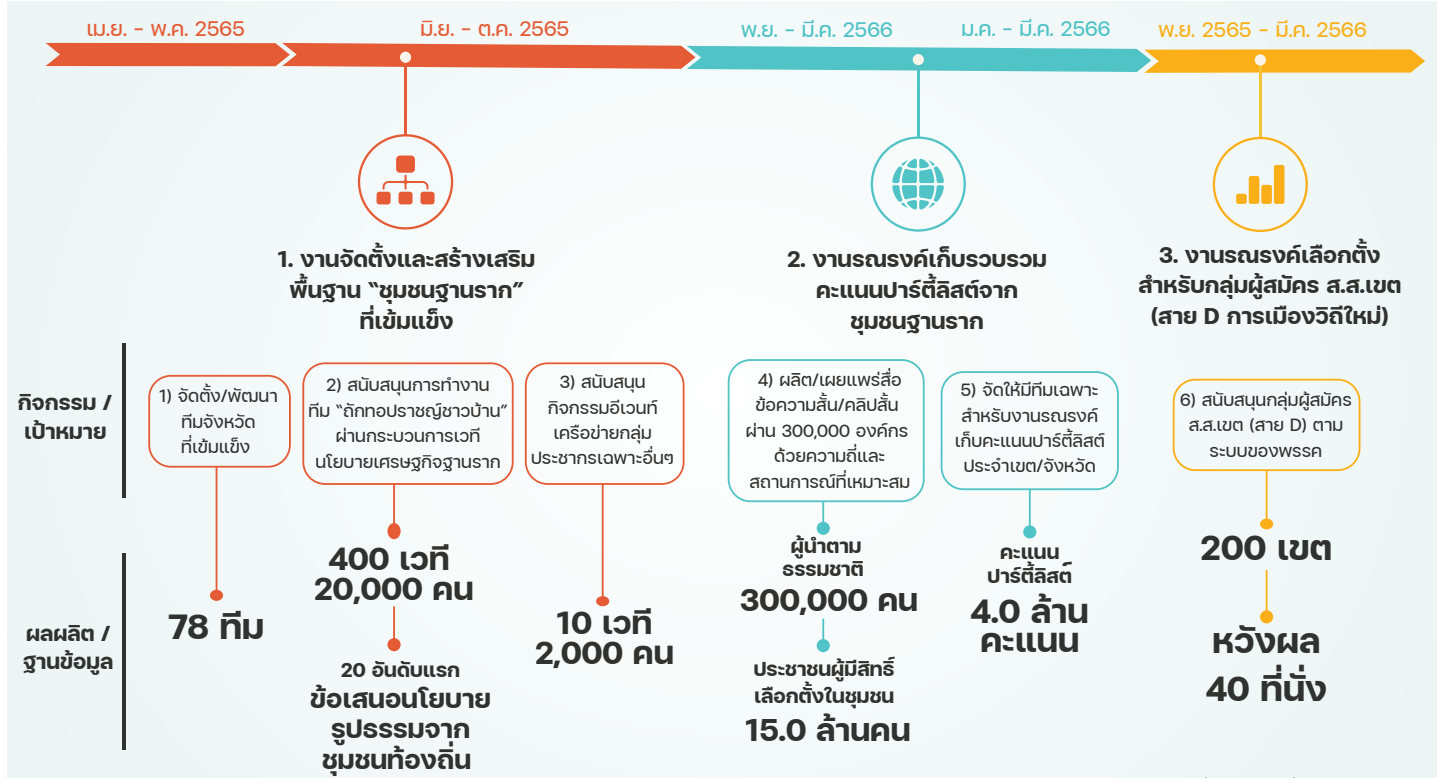 เม.ย. - พ.ค. 2565
มิ.ย. - ต.ค. 2565
พ.ย. - มี.ค. 2566
ม.ค. - มี.ค. 2566
พ.ย. 2565 - มี.ค. 2566
1. งานจัดตั้งและสร้างเสริม
พื้นฐาน “ชุมชนฐานราก”
ที่เข้มแข็ง
2. งานรณรงค์เก็บรวบรวม
คะแนนปาร์ตี้ลิสต์จาก
ชุมชนฐานราก
3. งานรณรงค์เลือกตั้ง
สำหรับกลุ่มผู้สมัคร ส.ส.เขต
(สาย D การเมืองวิถีใหม่)
กิจกรรม /
เป้าหมาย
1) จัดตั้ง/พัฒนา
ทีมจังหวัด
ที่เข้มแข็ง
2) สนับสนุนการทำงาน
ทีม “ถักทอปราชญ์ชาวบ้าน”
ผ่านกระบวนการเวที
นโยบายเศรษฐกิจฐานราก
3) สนับสนุน
กิจกรรมอีเวนท์
เครือข่ายกลุ่ม
ประชากรเฉพาะอื่นๆ
4) ผลิต/เผยแพร่สื่อ
ข้อความสั้น/คลิปสั้น
ผ่าน 300,000 องค์กร
ด้วยความถี่และ
สถานการณ์ที่เหมาะสม
5) จัดให้มีทีมเฉพาะ
สำหรับงานรณรงค์
เก็บคะแนนปาร์ตี้ลิสต์
ประจำเขต/จังหวัด
6) สนับสนุนกลุ่มผู้สมัคร
ส.ส.เขต (สาย D) ตาม
ระบบของพรรค
ผลผลิต /
ฐานข้อมูล
78 ทีม
400 เวที
20,000 คน
20 อันดับแรก
ข้อเสนอนโยบาย
รูปธรรมจาก
ชุมชนท้องถิ่น
10 เวที
2,000 คน
ผู้นำตาม
ธรรมชาติ
300,000 คน
ประชาชนผู้มีสิทธิ์
เลือกตั้งในชุมชน
15.0 ล้านคน
คะแนน
ปาร์ตี้ลิสต์
4.0 ล้าน
คะแนน
200 เขต
หวังผล
40 ที่นั่ง